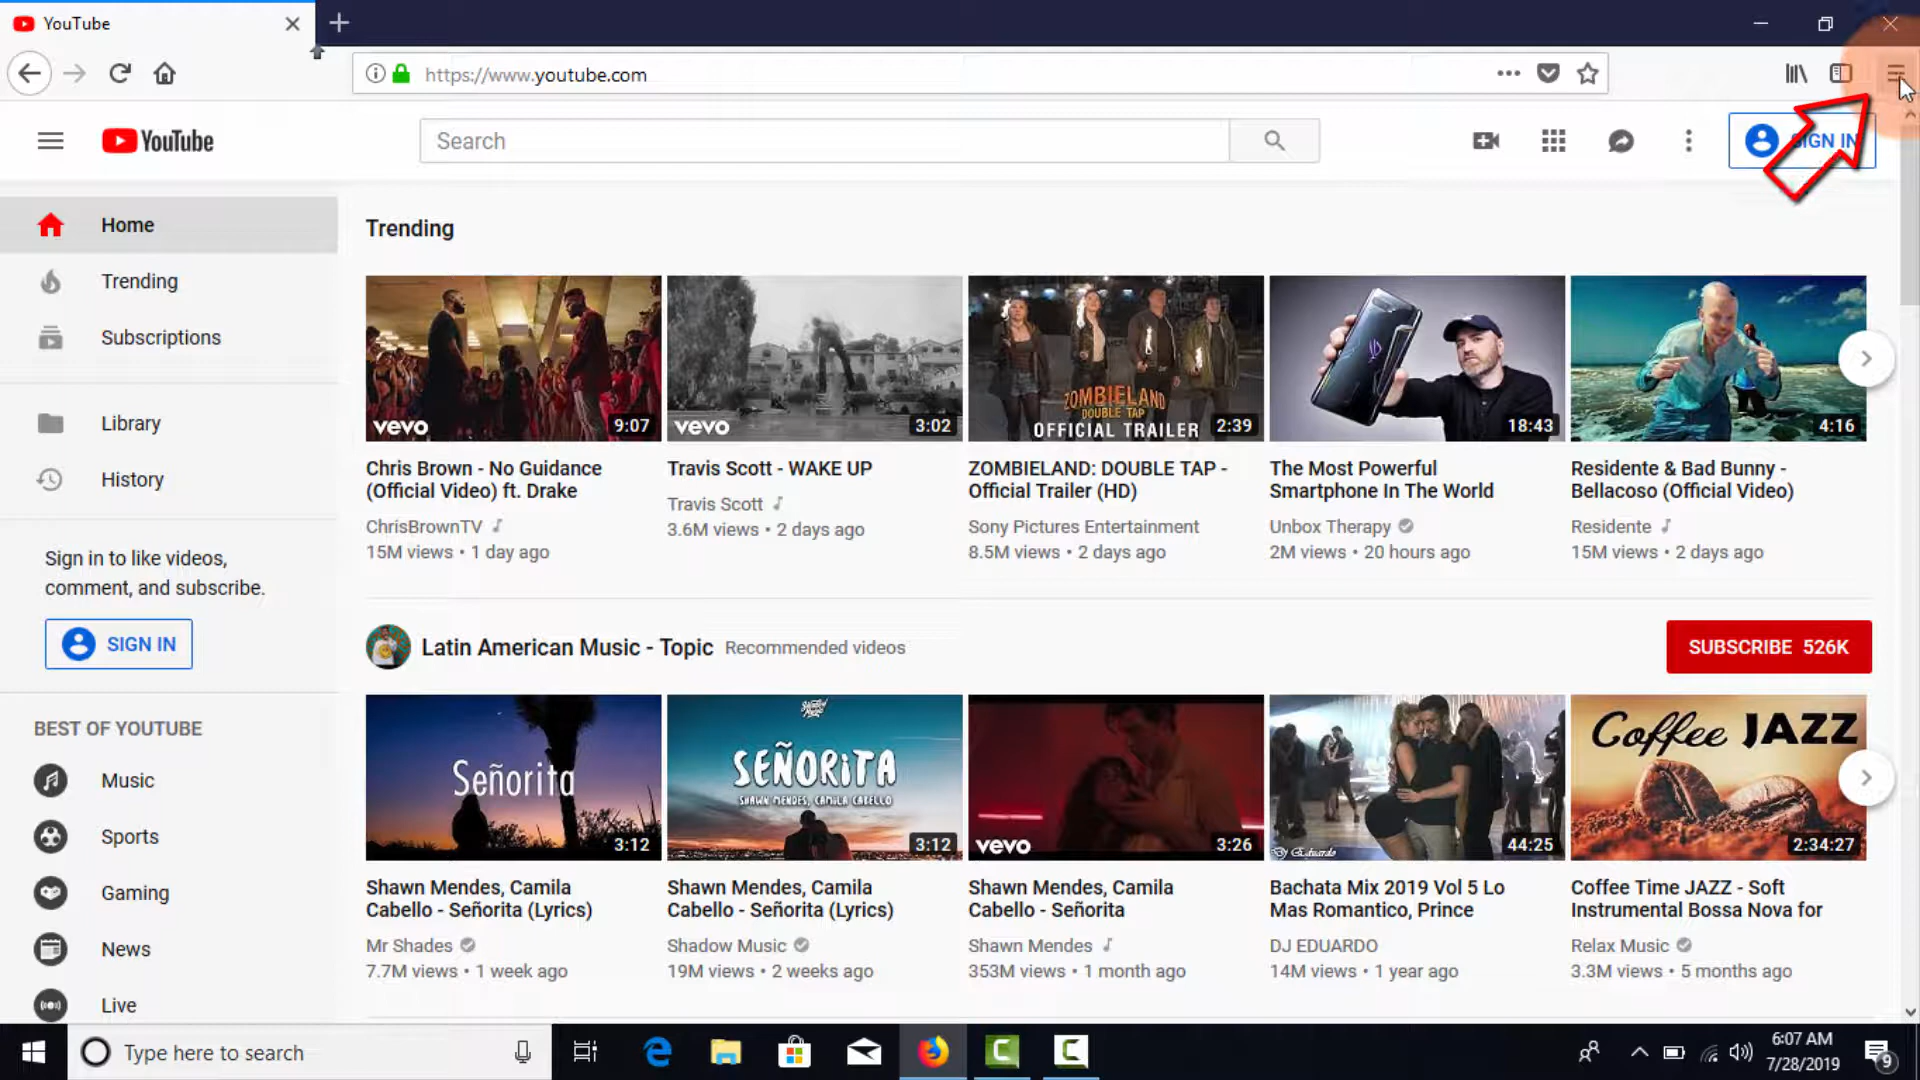 YouTube
https://www.youtube.com
YouTube
Search
SIGN IN
Home
Trending
Subscriptions
Library
History
Sign in to like videos,
comment, and subscribe.
SIGN IN
BEST OF YOUTUBE
Music
Sports
Gaming
News
Live
Trending
vevo 9:07
vevo 3:02
ZOMBIELAND
DOUBLE TAP
OFFICIAL TRAILER 2:39
18:43
4:16
Chris Brown - No Guidance
(Official Video) ft. Drake
ChrisBrownTV
15M views • 1 day ago
Travis Scott - WAKE UP
Travis Scott
3.6M views • 2 days ago
ZOMBIELAND: DOUBLE TAP -
Official Trailer (HD)
Sony Pictures Entertainment
8.5M views • 2 days ago
The Most Powerful
Smartphone In The World
Unbox Therapy
2M views • 20 hours ago
Residente & Bad Bunny -
Bellacoso (Official Video)
Residente
15M views • 2 days ago
Latin American Music - Topic Recommended videos
SUBSCRIBE 526K
Señorita
3:12
Shadow Music
SEÑORITA
SHAWN MENDES, CAMILA CABELLO
3:12
vevo 3:26
By Eduardo 44:25
Coffee JAZZ
2:34:27
Shawn Mendes, Camila
Cabello - Señorita (Lyrics)
Mr Shades
7.7M views • 1 week ago
Shawn Mendes, Camila
Cabello - Señorita (Lyrics)
Shadow Music
19M views • 2 weeks ago
Shawn Mendes, Camila
Cabello - Señorita
Shawn Mendes
353M views • 1 month ago
Bachata Mix 2019 Vol 5 Lo
Mas Romantico, Prince
DJ EDUARDO
14M views • 1 year ago
Coffee Time JAZZ - Soft
Instrumental Bossa Nova for
Relax Music
3.3M views • 5 months ago
Type here to search
6:07 AM
7/28/2019
9